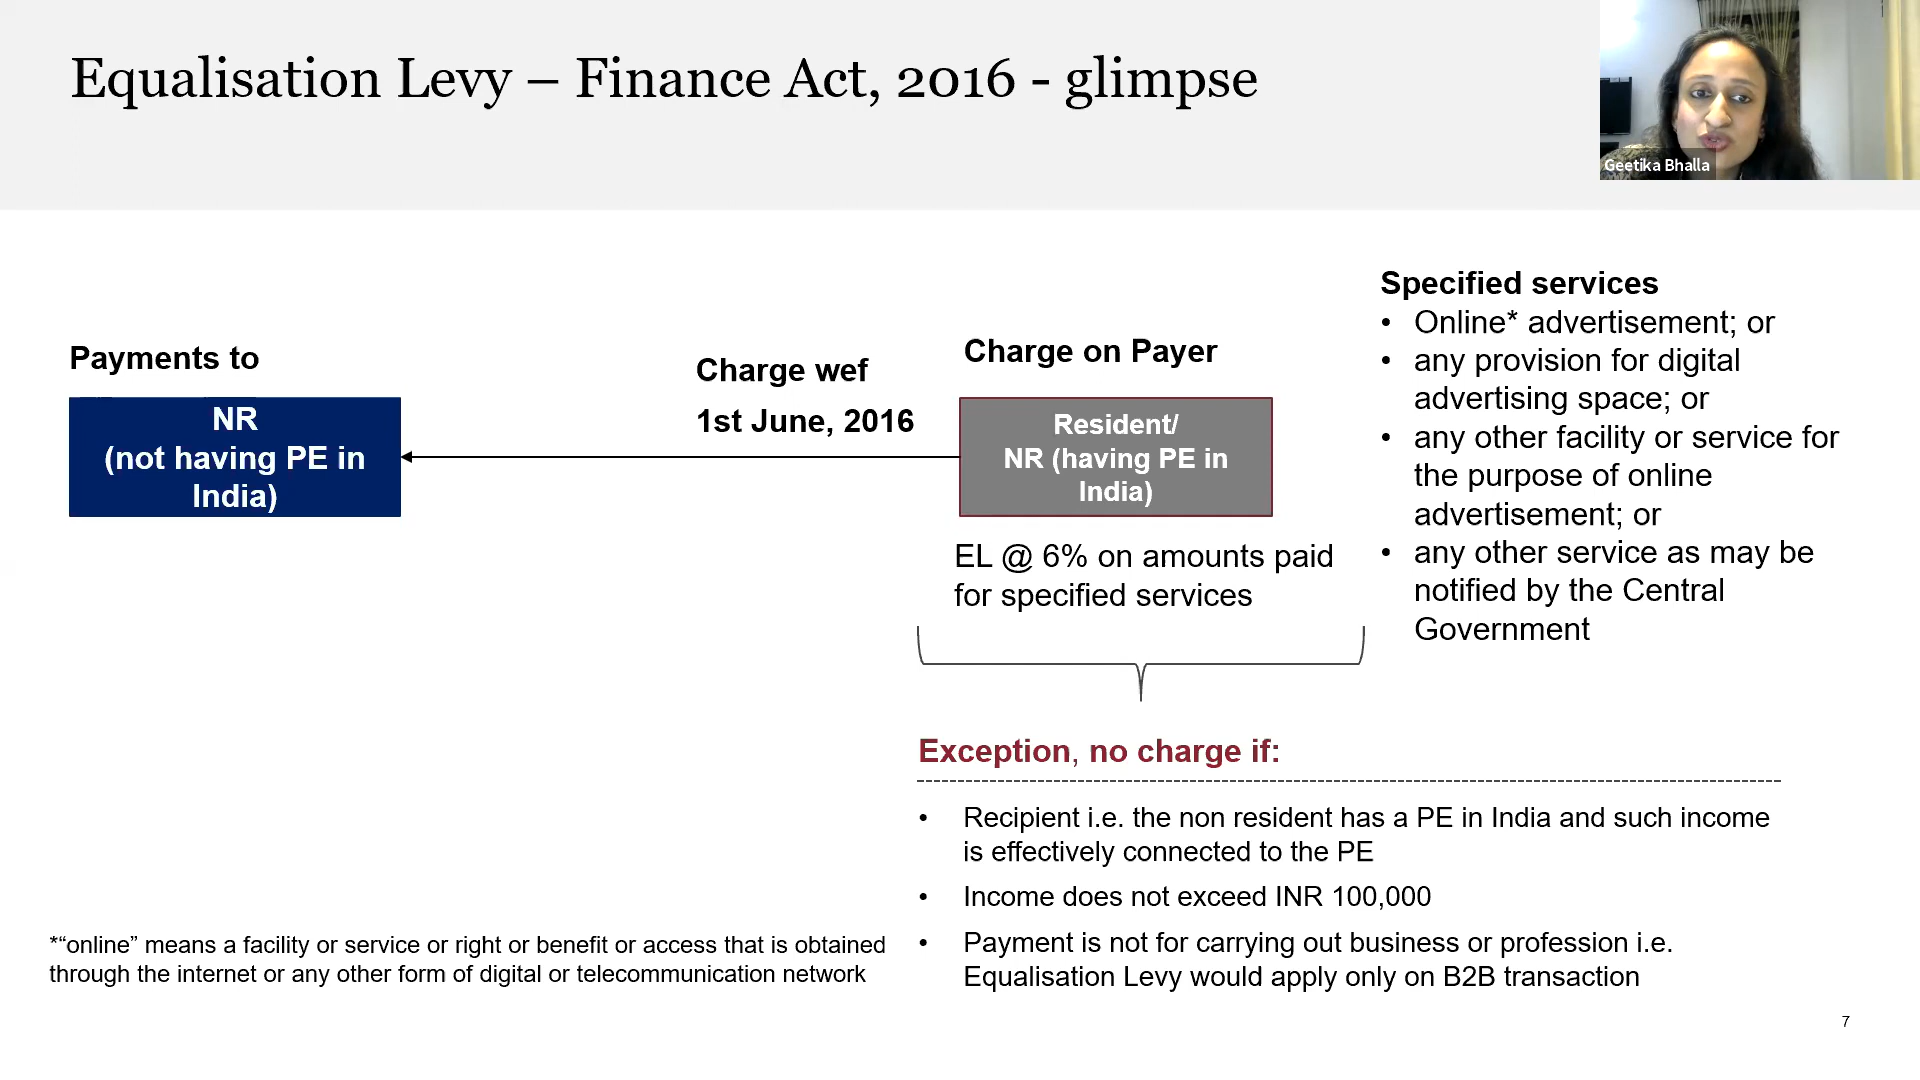 Equalisation Levy – Finance Act, 2016 - glimpse
Geetika Bhalla
Payments to
NR
(not having PE in
India)
Charge wef
1st June, 2016
Charge on Payer
Resident/
NR (having PE in
India)
EL @ 6% on amounts paid
for specified services
Specified services
• Online* advertisement; or
• any provision for digital
advertising space; or
• any other facility or service for
the purpose of online
advertisement; or
• any other service as may be
notified by the Central
Government
Exception, no charge if:
• Recipient i.e. the non resident has a PE in India and such income
is effectively connected to the PE
• Income does not exceed INR 100,000
• Payment is not for carrying out business or profession i.e.
Equalisation Levy would apply only on B2B transaction
*“online” means a facility or service or right or benefit or access that is obtained
through the internet or any other form of digital or telecommunication network
7